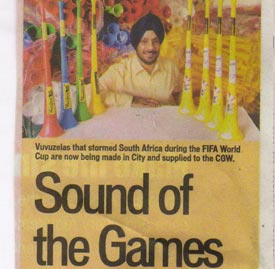 Vuvuzelas that stormed South Africa during the FIFA World
Cup are now being made in City and supplied to the CGW.
Sound of
the Games